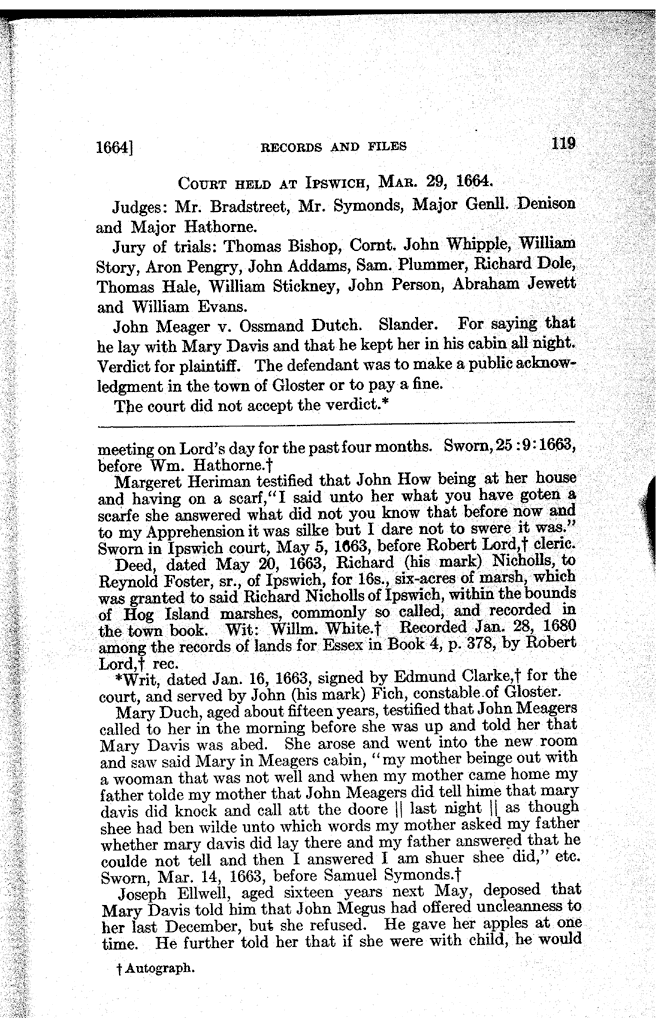 1664] RECORDS AND FILES 119
COURT HELD AT IPSWICH, MAR. 29, 1664.
Judges: Mr. Bradstreet, Mr. Symonds, Major Genll. Denison
and Major Hathorne.
Jury of trials: Thomas Bishop, Cornt. John Whipple, William
Story, Aron Pengry, John Addams, Sam. Plummer, Richard Dole,
Thomas Hale, William Stickney, John Person, Abraham Jewett
and William Evans.
John Meager v. Ossmand Dutch. Slander. For saying that
he lay with Mary Davis and that he kept her in his cabin all night.
Verdict for plaintiff. The defendant was to make a public acknow-
ledgment in the town of Gloster or to pay a fine.
The court did not accept the verdict.*
meeting on Lord's day for the past four months. Sworn, 25:9:1663,
before Wm. Hathorne.†
Margeret Heriman testified that John How being at her house
and having on a scarf,"I said unto her what you have goten a
scarfe she answered what did not you know that before now and
to my Apprehension it was silke but I dare not to swere it was."
Sworn in Ipswich court, May 5, 1663, before Robert Lord,† cleric.
Deed, dated May 20, 1663, Richard (his mark) Nicholls, to
Reynold Foster, sr., of Ipswich, for 16s., six-acres of marsh, which
was granted to said Richard Nicholls of Ipswich, within the bounds
of Hog Island marshes, commonly so called, and recorded in
the town book. Wit: Willm. White.† Recorded Jan. 28, 1680
among the records of lands for Essex in Book 4, p. 378, by Robert
Lord,† rec.
*Writ, dated Jan. 16, 1663, signed by Edmund Clarke,† for the
court, and served by John (his mark) Fich, constable of Gloster.
Mary Duch, aged about fifteen years, testified that John Meagers
called to her in the morning before she was up and told her that
Mary Davis was abed. She arose and went into the new room
and saw said Mary in Meagers cabin, "my mother beinge out with
a wooman that was not well and when my mother came home my
father tolde my mother that John Meagers did tell hime that mary
davis did knock and call att the doore || last night || as though
shee had ben wilde unto which words my mother asked my father
whether mary davis did lay there and my father answered that he
coulde not tell and then I answered I am shuer shee did," etc.
Sworn, Mar. 14, 1663, before Samuel Symonds.†
Joseph Ellwell, aged sixteen years next May, deposed that
Mary Davis told him that John Megus had offered uncleanness to
her last December, but she refused. He gave her apples at one
time. He further told her that if she were with child, he would
† Autograph.